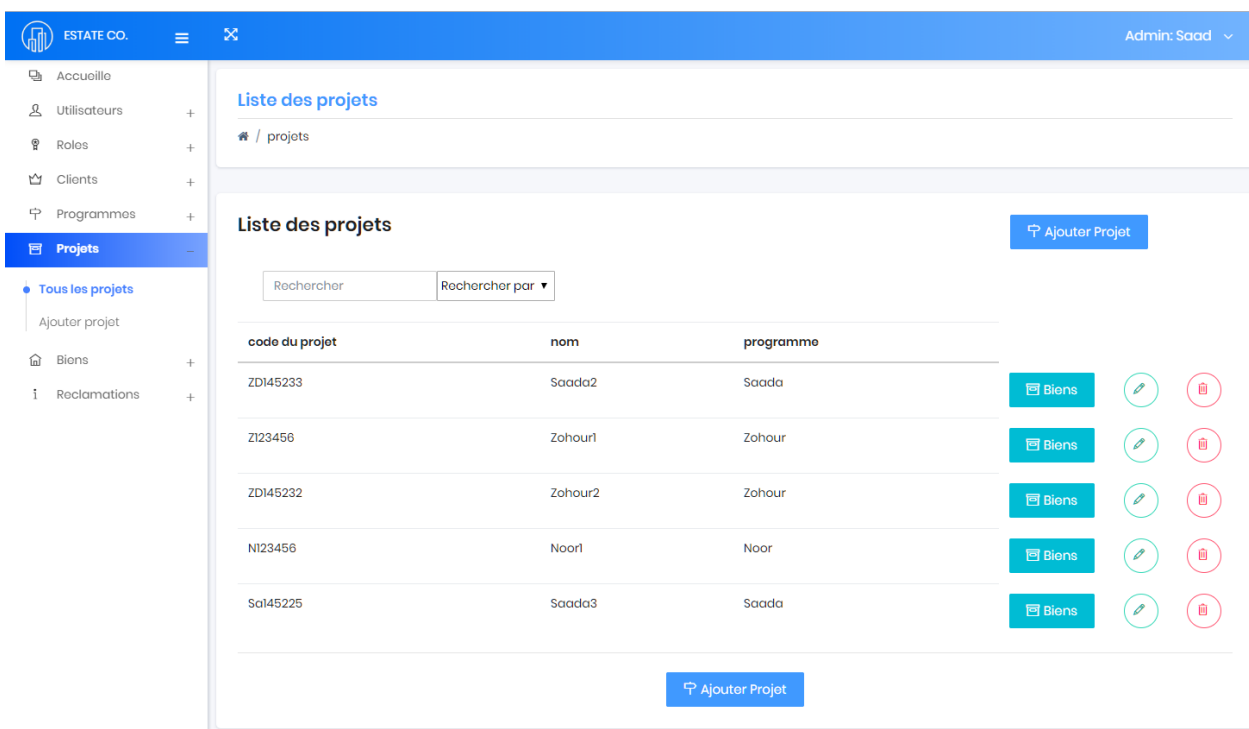 ESTATE CO.
Admin: Saad
Accueille
Utilisateurs +
Roles +
Clients +
Programmes +
Projets -
Tous les projets
Ajouter projet
Biens +
Reclamations +
Liste des projets
/ projets
Liste des projets
Ajouter Projet
Rechercher Rechercher par
code du projet nom programme
ZD145233 Saada2 Saada Biens
Z123456 Zohour1 Zohour Biens
ZD145232 Zohour2 Zohour Biens
N123456 Noor1 Noor Biens
Sa145225 Saada3 Saada Biens
Ajouter Projet